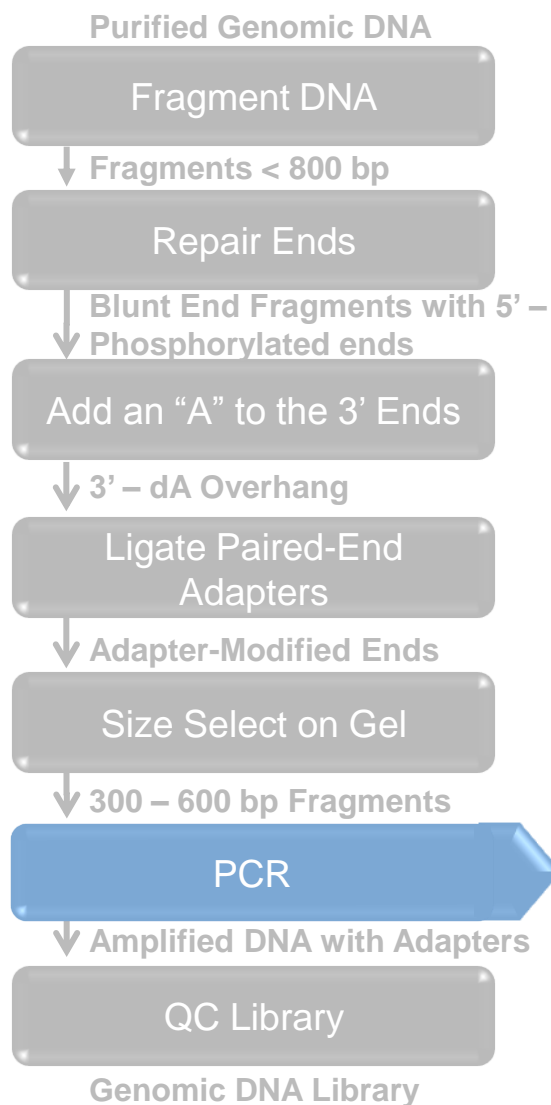 Purified Genomic DNA
Fragment DNA
Fragments < 800 bp
Repair Ends
Blunt End Fragments with 5’ –
Phosphorylated ends
Add an “A” to the 3’ Ends
3’ – dA Overhang
Ligate Paired-End
Adapters
Adapter-Modified Ends
Size Select on Gel
300 – 600 bp Fragments
PCR
Amplified DNA with Adapters
QC Library
Genomic DNA Library